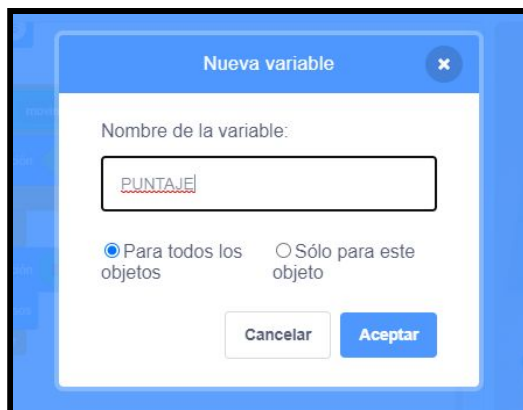 Nueva variable
Nombre de la variable:
PUNTAJE
Para todos los objetos
Sólo para este objeto
Cancelar
Aceptar